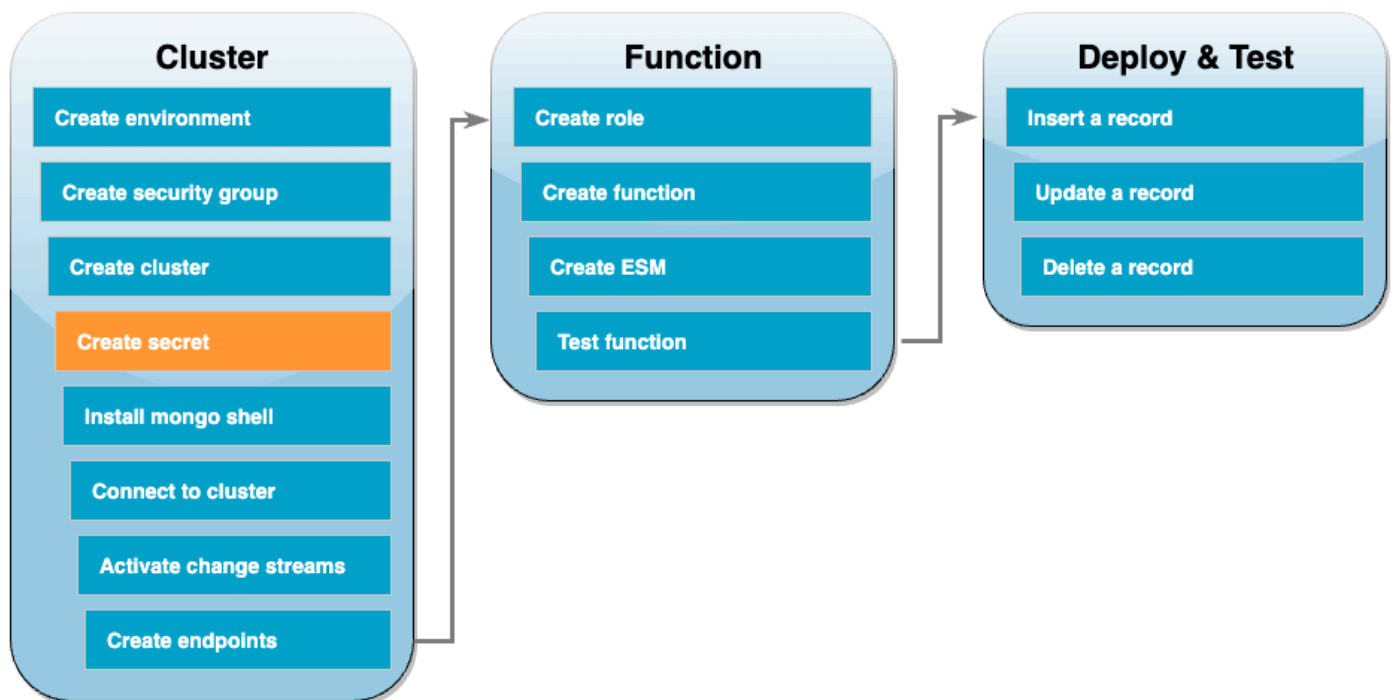 Cluster
Create environment
Create security group
Create cluster
Create secret
Install mongo shell
Connect to cluster
Activate change streams
Create endpoints
Function
Create role
Create function
Create ESM
Test function
Deploy & Test
Insert a record
Update a record
Delete a record